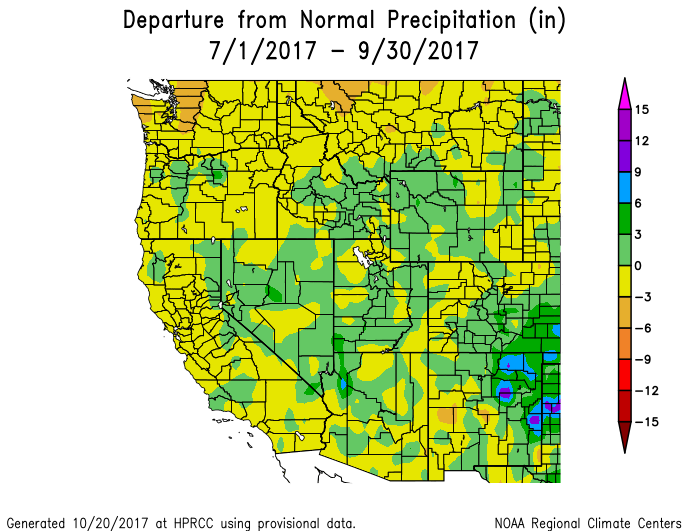 Departure from Normal Precipitation (in)
7/1/2017 – 9/30/2017
15
12
9
6
3
0
−3
−6
−9
−12
−15
Generated 10/20/2017 at HPRCC using provisional data.
NOAA Regional Climate Centers